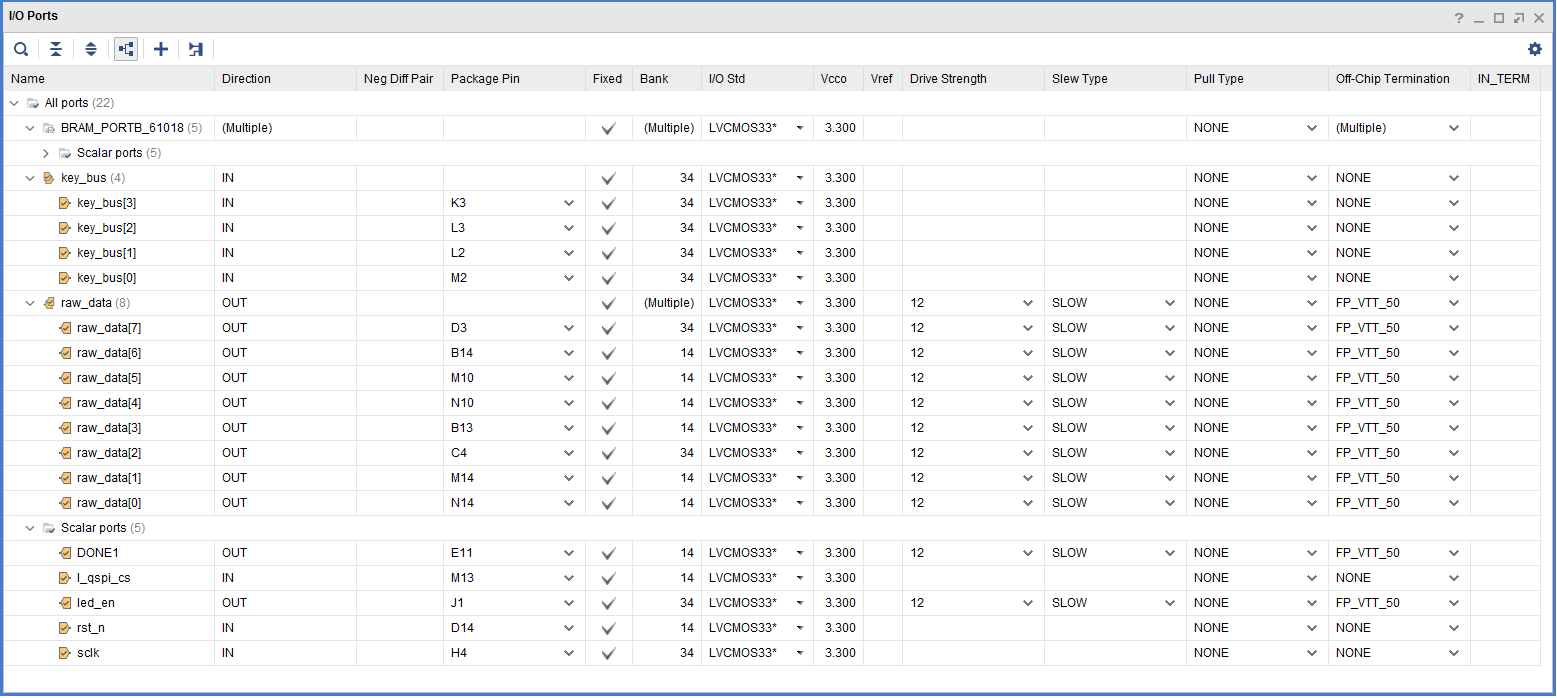 I/O Ports
Name Direction Neg Diff Pair Package Pin Fixed Bank I/O Std Vcco Vref Drive Strength Slew Type Pull Type Off-Chip Termination IN_TERM
All ports (22)
BRAM_PORTB_61018 (5) (Multiple) (Multiple) LVCMOS33* 3.300 NONE (Multiple)
Scalar ports (5)
key_bus (4) IN 34 LVCMOS33* 3.300 NONE NONE
key_bus[3] IN K3 34 LVCMOS33* 3.300 NONE NONE
key_bus[2] IN L3 34 LVCMOS33* 3.300 NONE NONE
key_bus[1] IN L2 34 LVCMOS33* 3.300 NONE NONE
key_bus[0] IN M2 34 LVCMOS33* 3.300 NONE NONE
raw_data (8) OUT (Multiple) LVCMOS33* 3.300 12 SLOW NONE FP_VTT_50
raw_data[7] OUT D3 34 LVCMOS33* 3.300 12 SLOW NONE FP_VTT_50
raw_data[6] OUT B14 14 LVCMOS33* 3.300 12 SLOW NONE FP_VTT_50
raw_data[5] OUT M10 14 LVCMOS33* 3.300 12 SLOW NONE FP_VTT_50
raw_data[4] OUT N10 14 LVCMOS33* 3.300 12 SLOW NONE FP_VTT_50
raw_data[3] OUT B13 14 LVCMOS33* 3.300 12 SLOW NONE FP_VTT_50
raw_data[2] OUT C4 34 LVCMOS33* 3.300 12 SLOW NONE FP_VTT_50
raw_data[1] OUT M14 14 LVCMOS33* 3.300 12 SLOW NONE FP_VTT_50
raw_data[0] OUT N14 14 LVCMOS33* 3.300 12 SLOW NONE FP_VTT_50
Scalar ports (5)
DONE1 OUT E11 14 LVCMOS33* 3.300 12 SLOW NONE FP_VTT_50
I_qspi_cs IN M13 14 LVCMOS33* 3.300 NONE NONE
led_en OUT J1 34 LVCMOS33* 3.300 12 SLOW NONE FP_VTT_50
rst_n IN D14 14 LVCMOS33* 3.300 NONE NONE
sclk IN H4 34 LVCMOS33* 3.300 NONE NONE